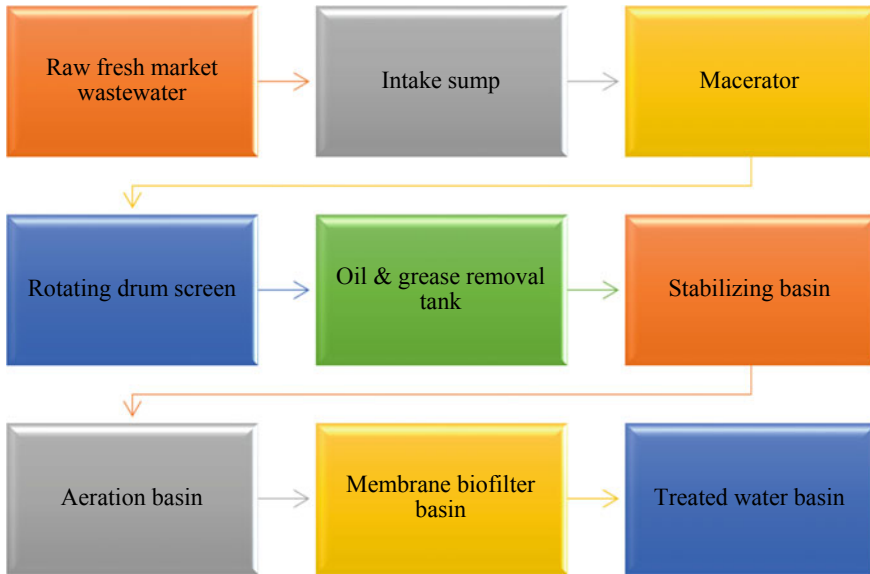 Raw fresh market
wastewater
Intake sump
Macerator
Rotating drum screen
Oil & grease removal
tank
Stabilizing basin
Aeration basin
Membrane biofilter
basin
Treated water basin